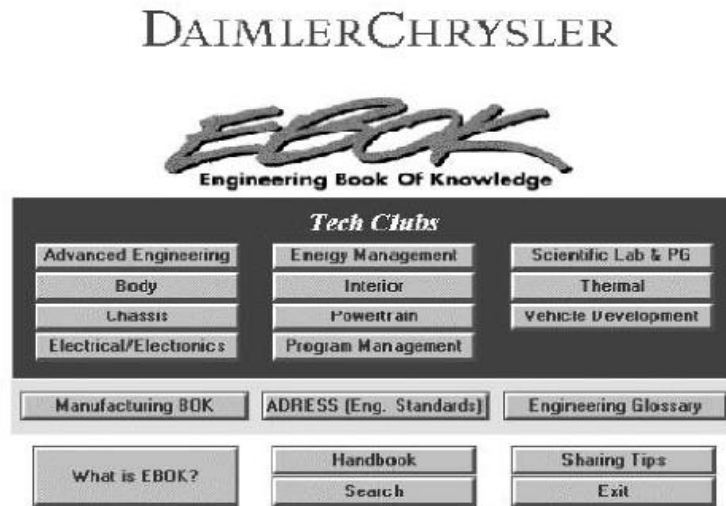 DAIMLERCHRYSLER
EBOK
Engineering Book Of Knowledge
Tech Clubs
Advanced Engineering Energy Management Scientific Lab & PG
Body Interior Thermal
Chassis Powertrain Vehicle Development
Electrical/Electronics Program Management
Manufacturing BOK ADRESS (Eng. Standards) Engineering Glossary
What is EBOK? Handbook Sharing Tips
Search Exit